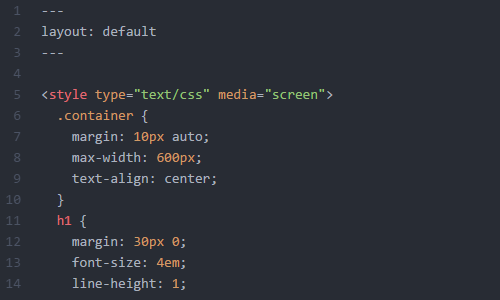 1 ---
2 layout: default
3 ---
4
5 <style type="text/css" media="screen">
6 .container {
7 margin: 10px auto;
8 max-width: 600px;
9 text-align: center;
10 }
11 h1 {
12 margin: 30px 0;
13 font-size: 4em;
14 line-height: 1;